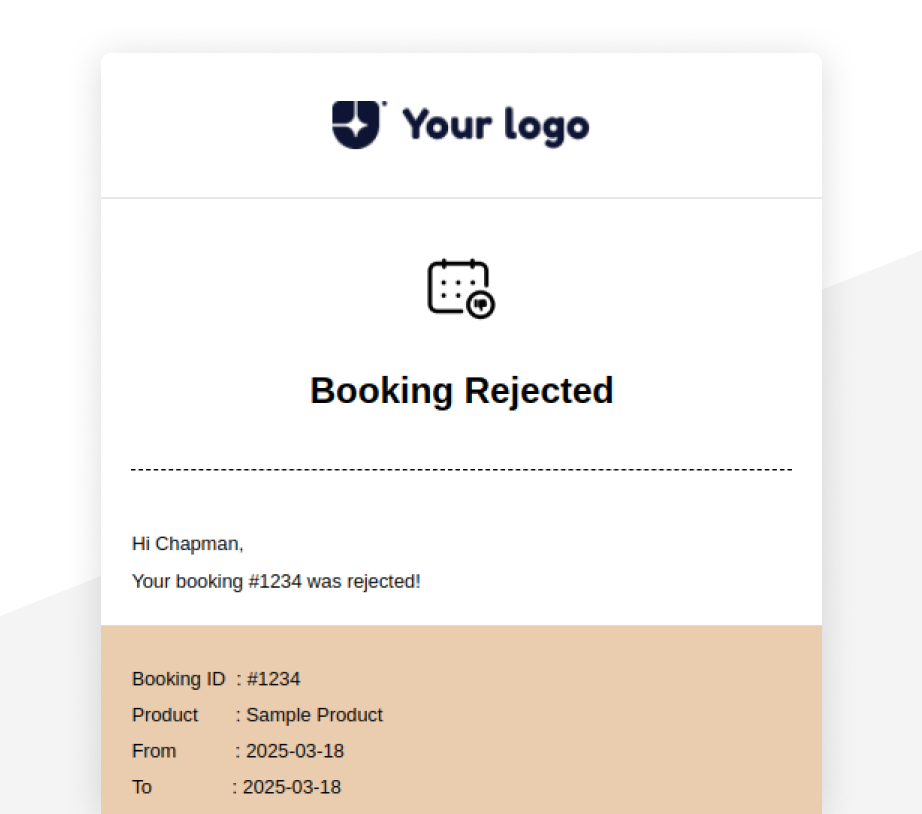 Your logo
Booking Rejected
Hi Chapman,
Your booking #1234 was rejected!
Booking ID : #1234
Product : Sample Product
From : 2025-03-18
To : 2025-03-18